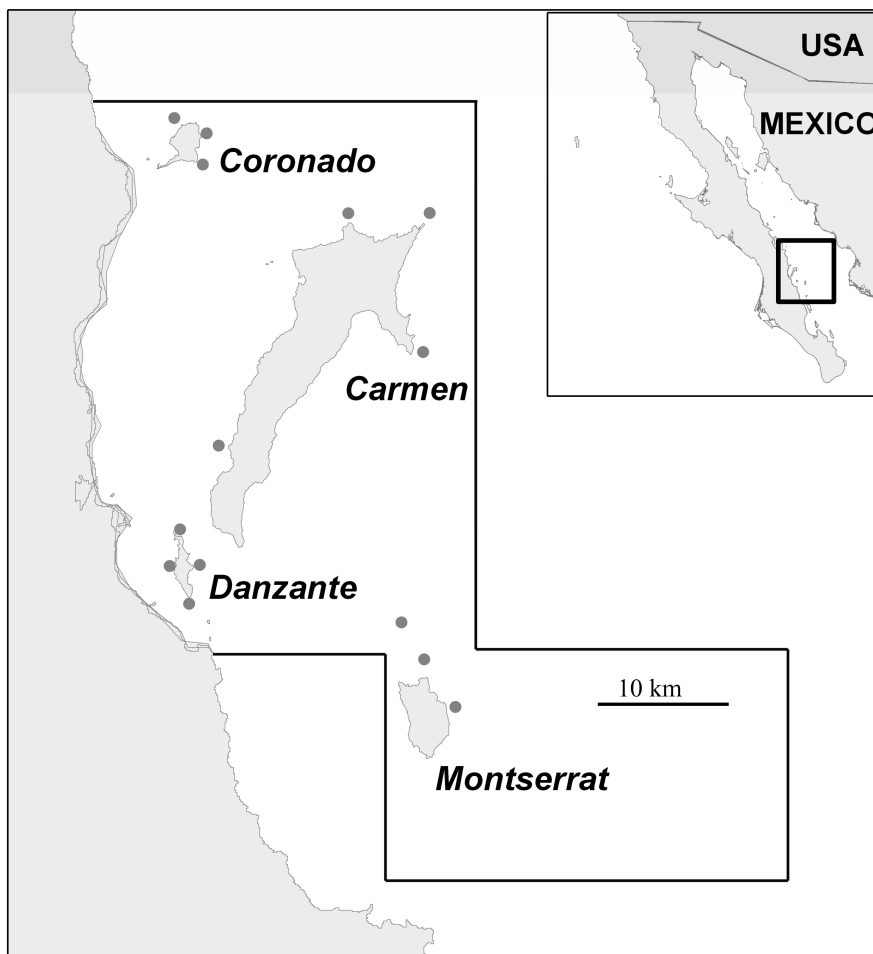 USA
MEXICO
Coronado
Carmen
Danzante
10 km
Montserrat